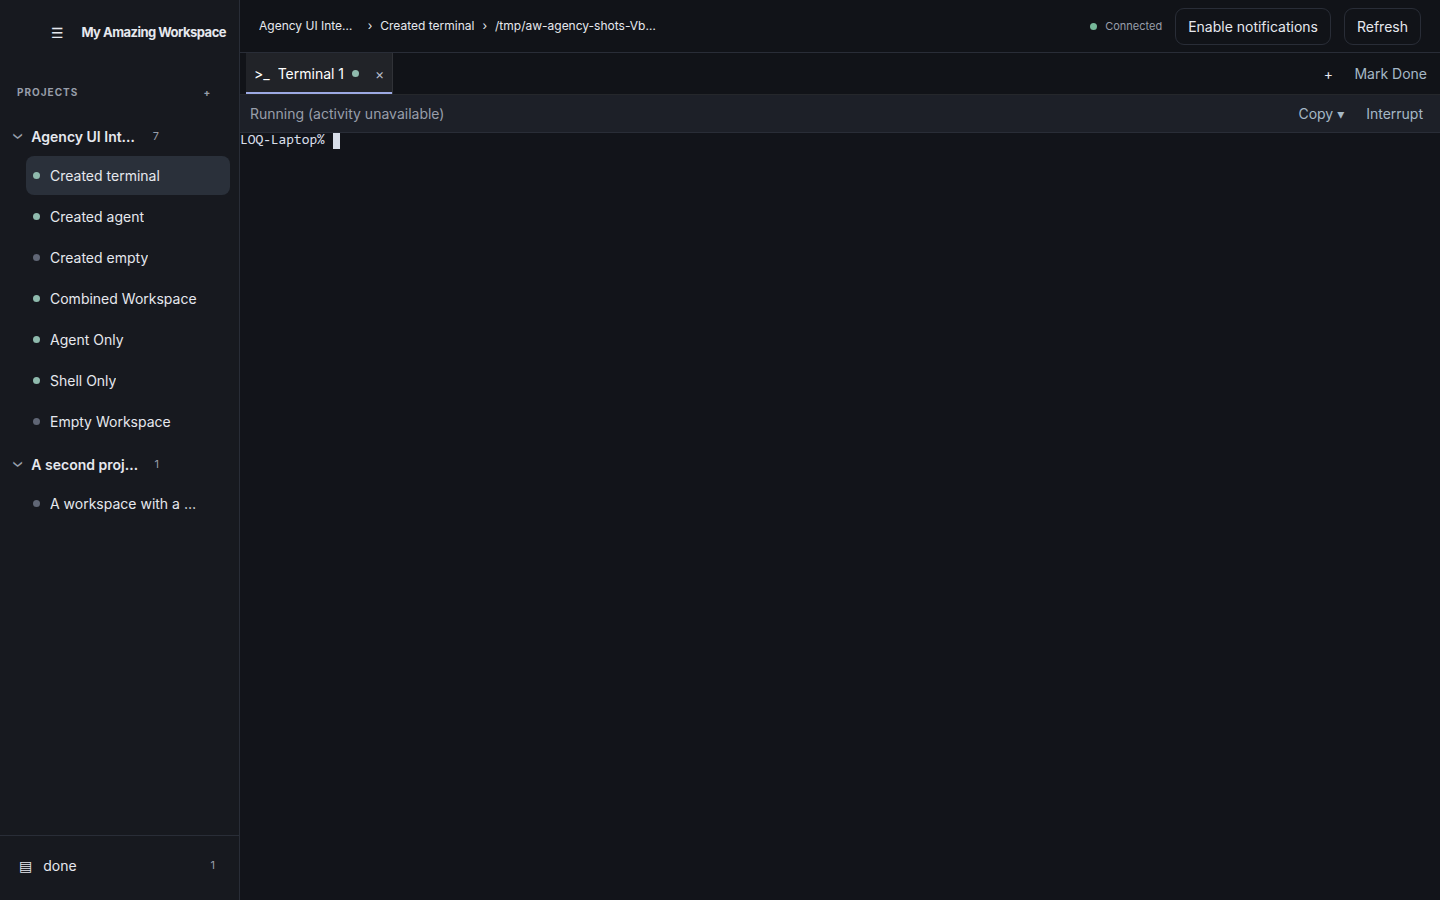 ☰ My Amazing Workspace
PROJECTS +
Agency UI Int... 7
Created terminal
Created agent
Created empty
Combined Workspace
Agent Only
Shell Only
Empty Workspace
A second proj... 1
A workspace with a ...
done 1
Agency UI Inte... › Created terminal › /tmp/aw-agency-shots-Vb...
Connected Enable notifications Refresh
>_ Terminal 1 ×
+ Mark Done
Running (activity unavailable)
Copy ▾ Interrupt
LOQ-Laptop%